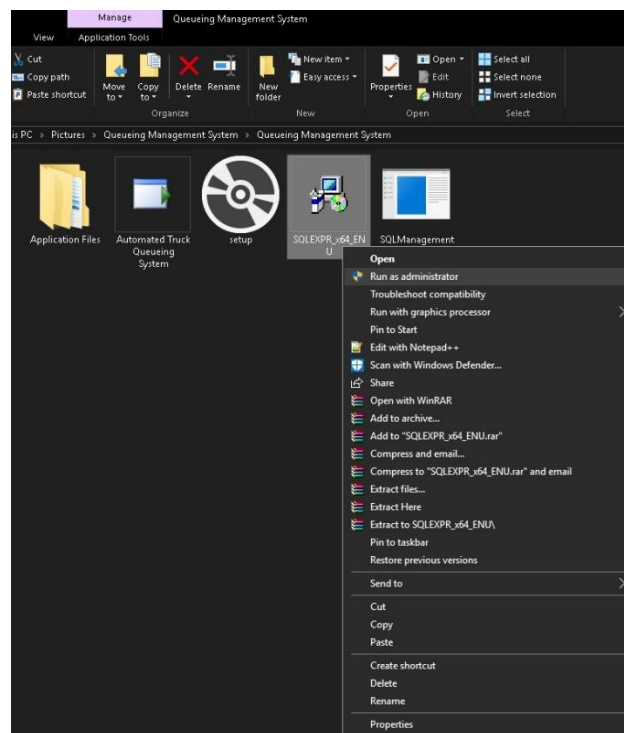 Manage
Queueing Management System
View
Application Tools
Cut
Copy path
Paste shortcut
Move to
Copy to
Delete
Rename
New folder
New item
Easy access
Properties
Open
Edit
History
Select all
Select none
Invert selection
Organize
New
Open
Select
is PC > Pictures > Queueing Management System > Queueing Management System
Application Files
Automated Truck
Queueing
System
setup
SQLEXPR_x64_EN
U
SQLManagement
Open
Run as administrator
Troubleshoot compatibility
Run with graphics processor
Pin to Start
Edit with Notepad++
Scan with Windows Defender...
Share
Open with WinRAR
Add to archive...
Add to "SQLEXPR_x64_ENU.rar"
Compress and email...
Compress to "SQLEXPR_x64_ENU.rar" and email
Extract files...
Extract Here
Extract to SQLEXPR_x64_ENU\
Pin to taskbar
Restore previous versions
Send to
Cut
Copy
Paste
Create shortcut
Delete
Rename
Properties